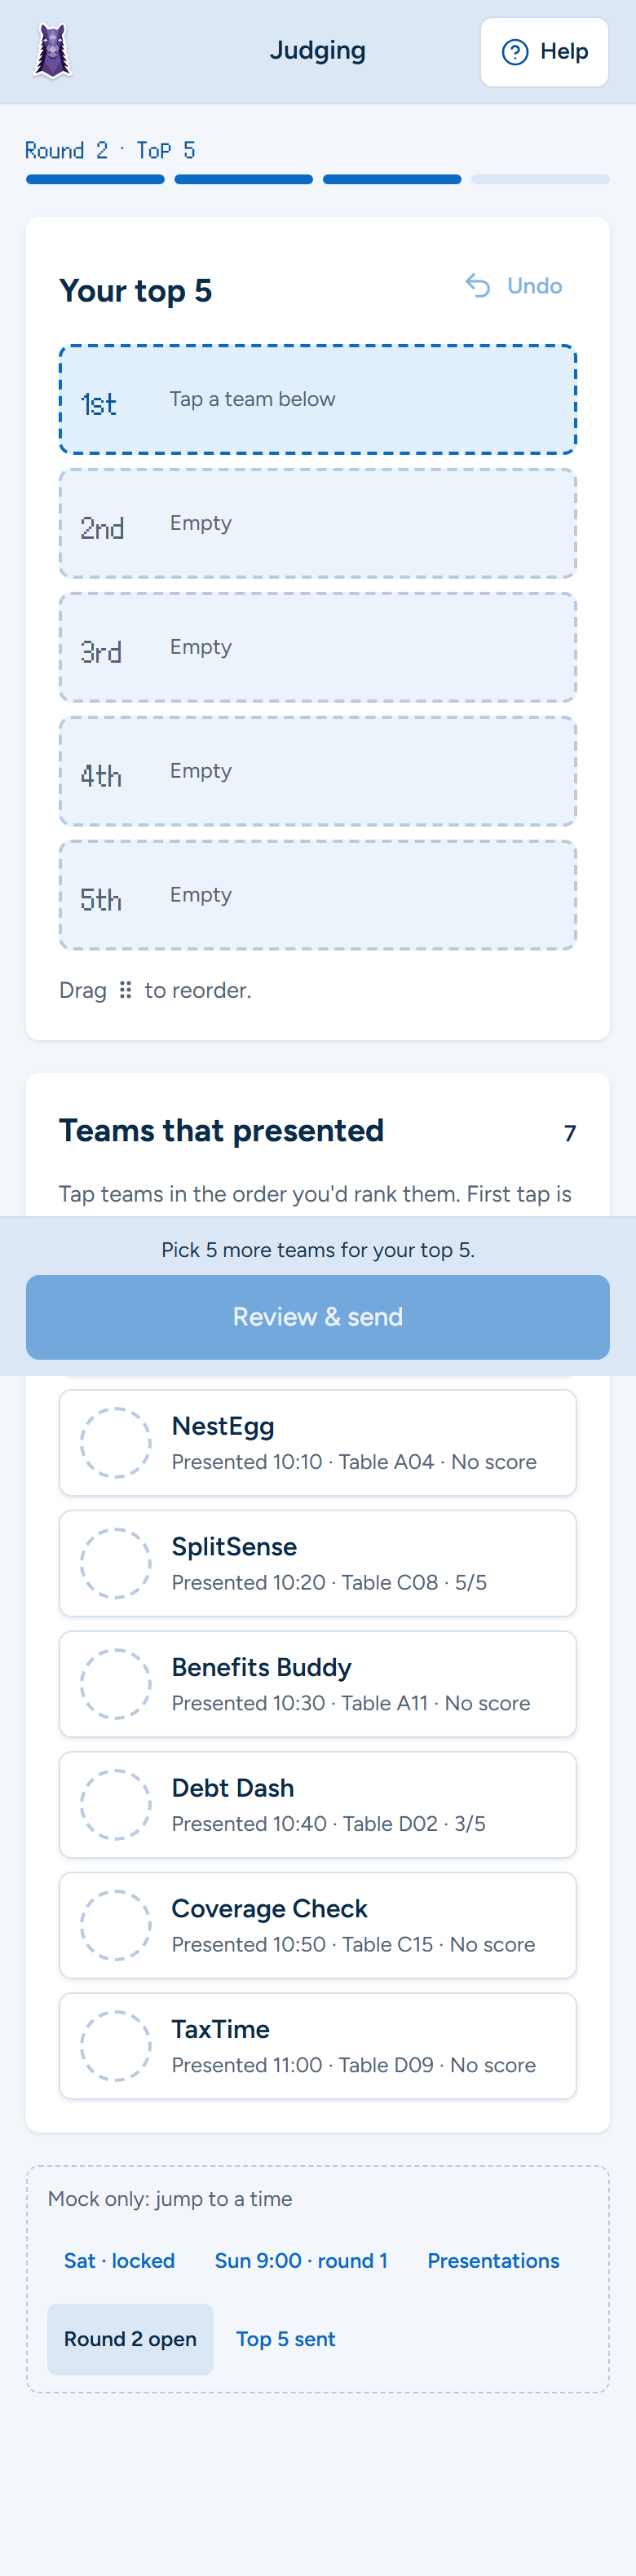 Judging
Help
Round 2 · Top 5
Your top 5
Undo
1st Tap a team below
2nd Empty
3rd Empty
4th Empty
5th Empty
Drag ⠿ to reorder.
Teams that presented 7
Tap teams in the order you'd rank them. First tap is
Pick 5 more teams for your top 5.
Review & send
NestEgg
Presented 10:10 · Table A04 · No score
SplitSense
Presented 10:20 · Table C08 · 5/5
Benefits Buddy
Presented 10:30 · Table A11 · No score
Debt Dash
Presented 10:40 · Table D02 · 3/5
Coverage Check
Presented 10:50 · Table C15 · No score
TaxTime
Presented 11:00 · Table D09 · No score
Mock only: jump to a time
Sat · locked Sun 9:00 · round 1 Presentations
Round 2 open Top 5 sent